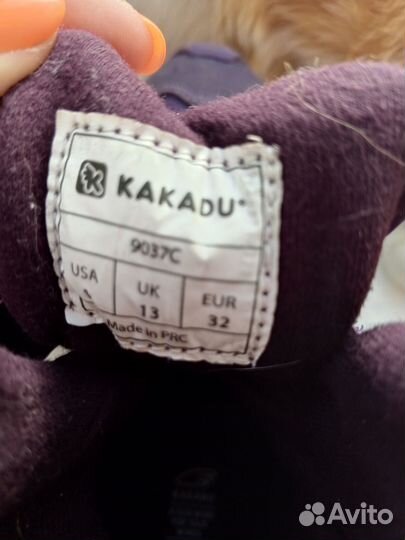 KAKADU®
9037C
USA UK EUR
13 32
Made in PRC
Avito